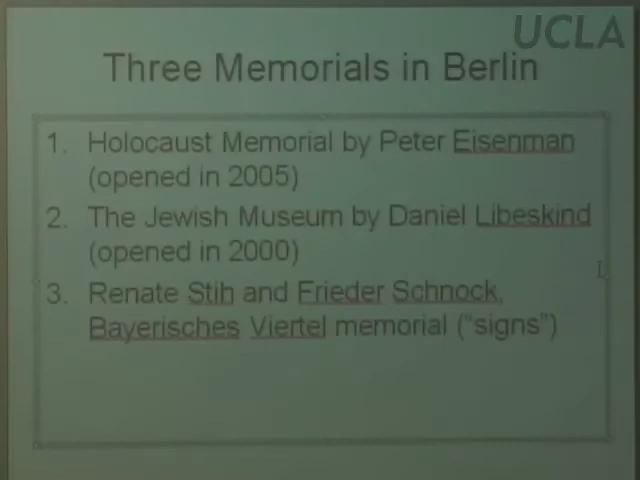 UCLA
Three Memorials in Berlin
1. Holocaust Memorial by Peter Eisenman
(opened in 2005)
2. The Jewish Museum by Daniel Libeskind
(opened in 2000)
3. Renate Stih and Frieder Schnock,
Bayerisches Viertel memorial (“signs”)